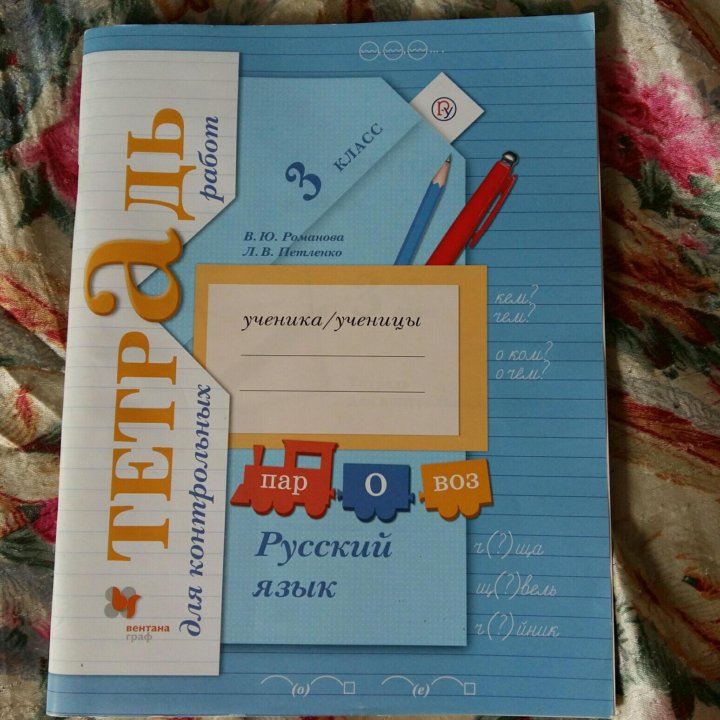 ТЕТРАДЬ
для контрольных работ
3 КЛАСС
В. Ю. Романова
Л. В. Петленко
кем?
чем?
ученика/ученицы
о ком?
о чём?
пар о воз
Русский
язык
ч(?)ща
щ(?)вель
ч(?)йник
вентана
граф
(о)
(е)